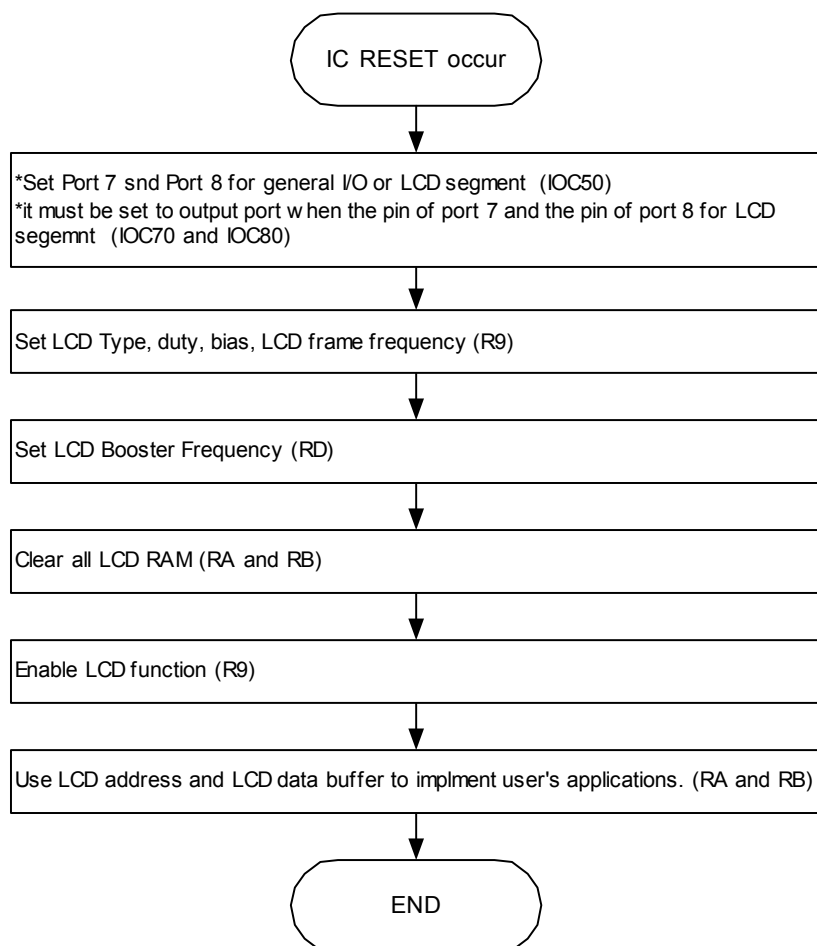 IC RESET occur
*Set Port 7 snd Port 8 for general I/O or LCD segment (IOC50)
*it must be set to output port when the pin of port 7 and the pin of port 8 for LCD
segemnt (IOC70 and IOC80)
Set LCD Type, duty, bias, LCD frame frequency (R9)
Set LCD Booster Frequency (RD)
Clear all LCD RAM (RA and RB)
Enable LCD function (R9)
Use LCD address and LCD data buffer to implment user's applications. (RA and RB)
END